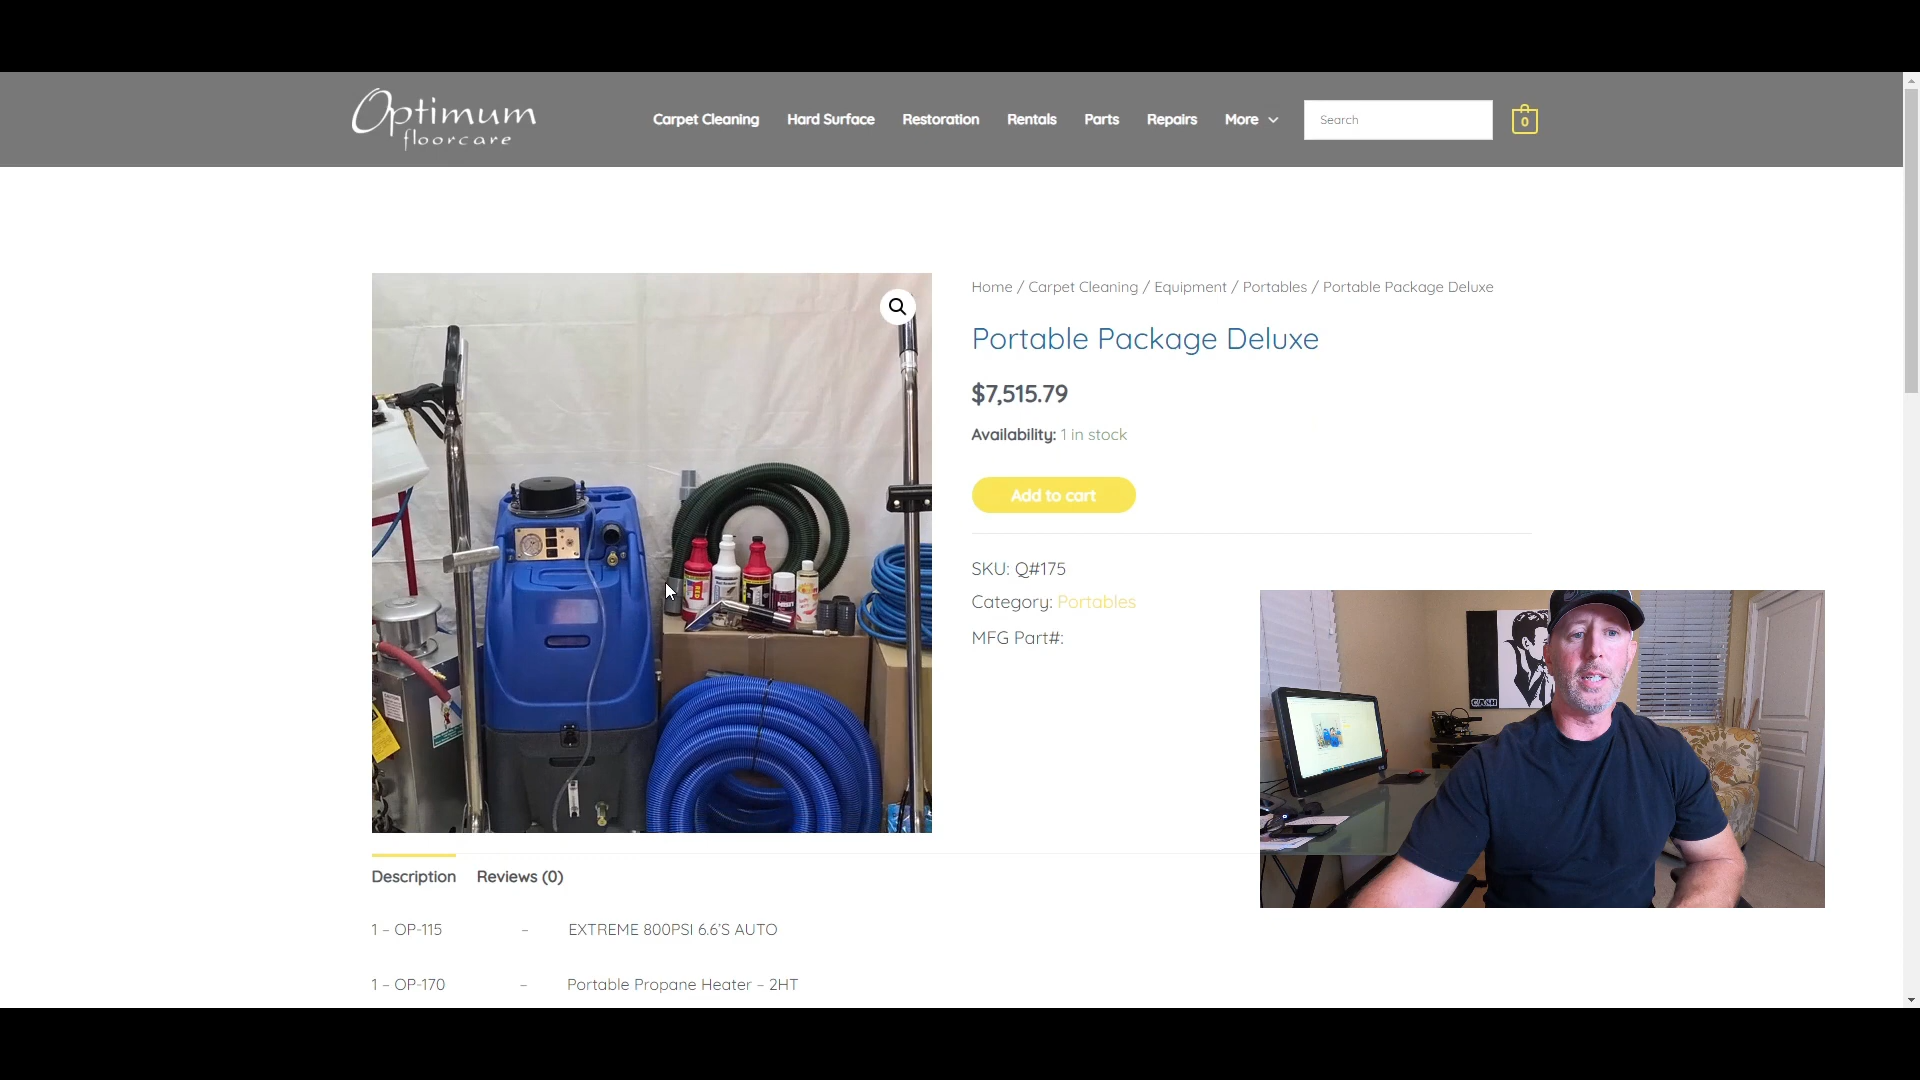 Optimum
floorcare
Carpet Cleaning
Hard Surface
Restoration
Rentals
Parts
Repairs
More
Search
0
Home / Carpet Cleaning / Equipment / Portables / Portable Package Deluxe
Portable Package Deluxe
$7,515.79
Availability: 1 in stock
Add to cart
SKU: Q#175
Category: Portables
MFG Part#:
CASH
Description
Reviews (0)
1 – OP-115 – EXTREME 800PSI 6.6'S AUTO
1 – OP-170 – Portable Propane Heater – 2HT